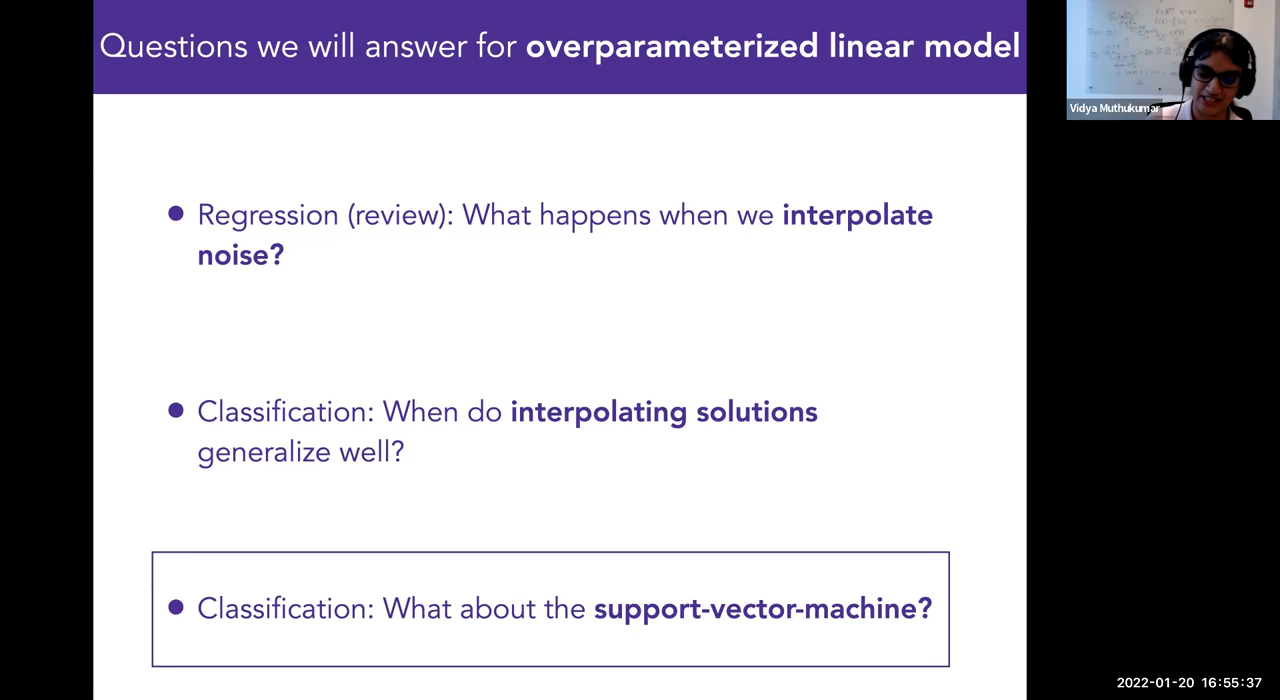 Questions we will answer for overparameterized linear model
Vidya Muthukumar
● Regression (review): What happens when we interpolate
noise?
● Classification: When do interpolating solutions
generalize well?
● Classification: What about the support-vector-machine?
2022-01-20 16:55:37